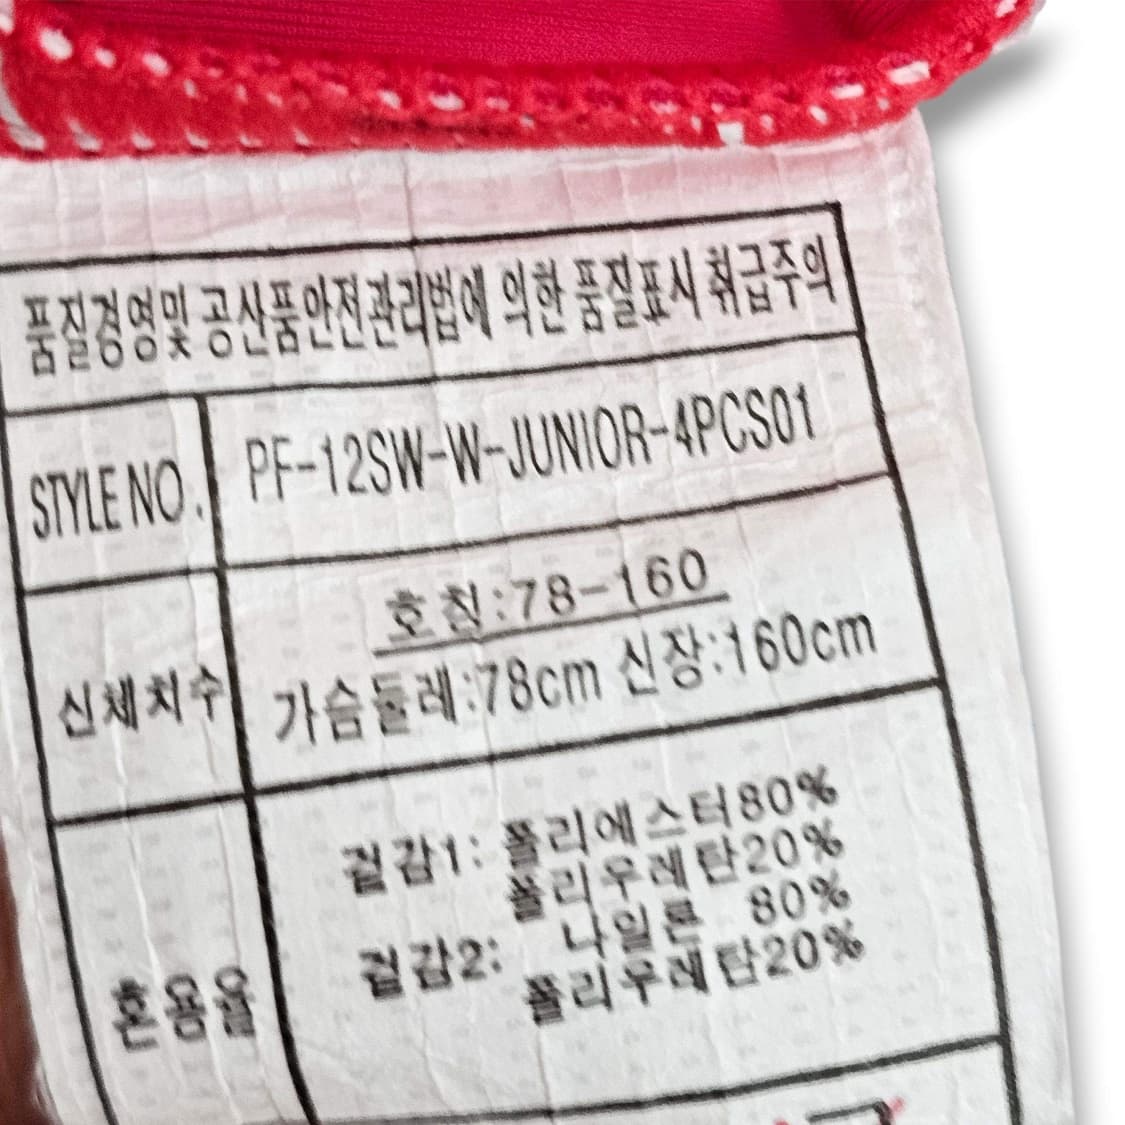 품질경영및 공산품안전관리법에 의한 품질표시 취급주의
STYLE NO. PF-12SW-W-JUNIOR-4PCS01
호칭:78-160
신체치수 가슴둘레:78cm 신장:160cm
겉감1: 폴리에스터80%
폴리우레탄20%
겉감2: 나일론 80%
폴리우레탄20%
혼용율